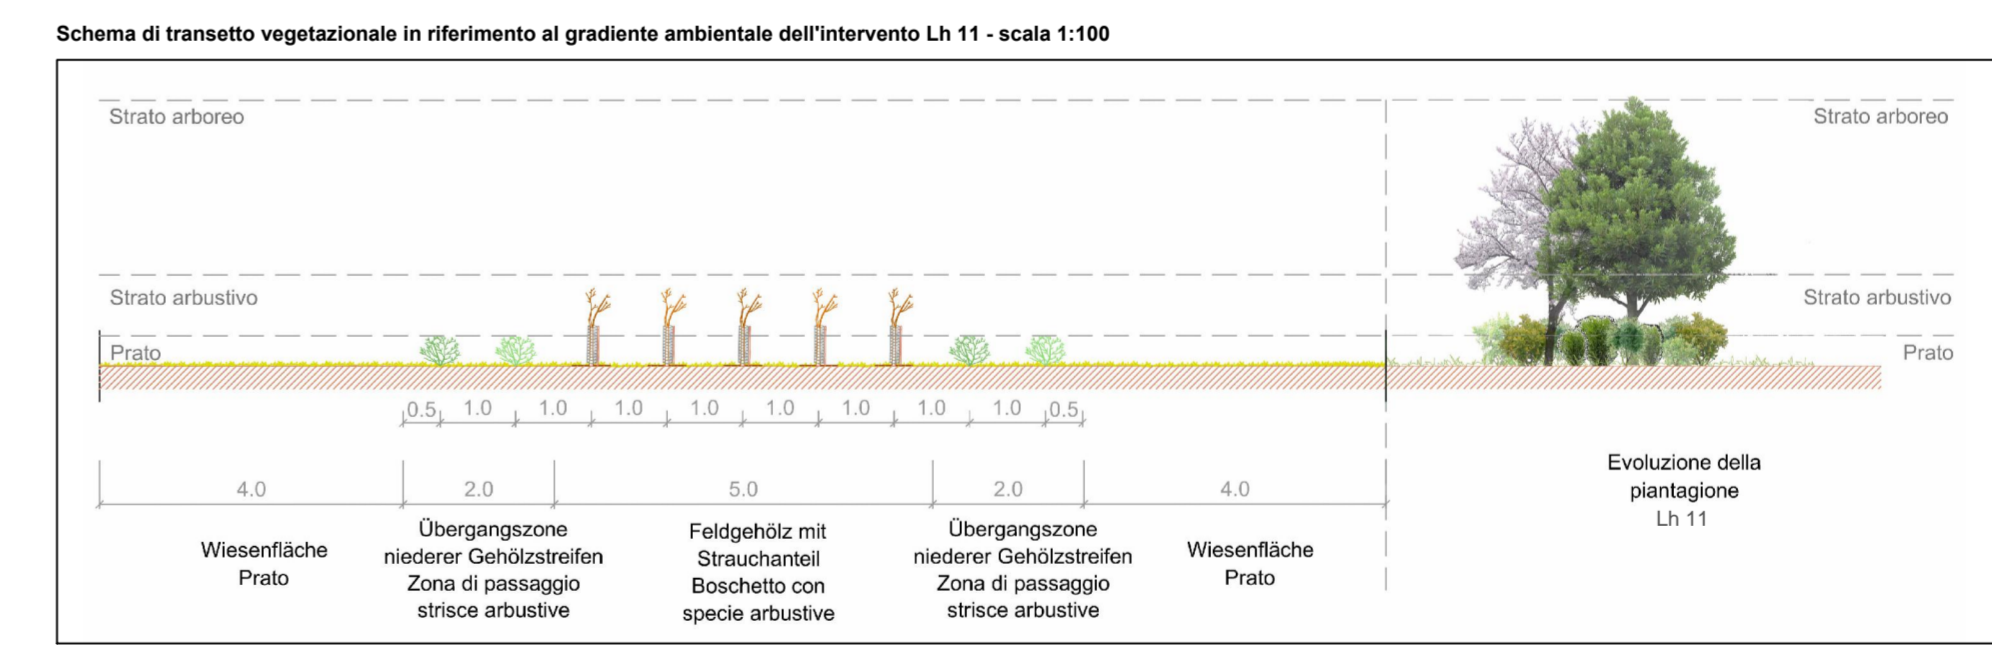 Schema di transetto vegetazionale in riferimento al gradiente ambientale dell'intervento Lh 11 - scala 1:100
Strato arboreo
Strato arboreo
Strato arbustivo
Strato arbustivo
Prato
Prato
0.5 1.0 1.0 1.0 1.0 1.0 1.0 1.0 1.0 0.5
4.0 2.0 5.0 2.0 4.0
Wiesenfläche
Prato
Übergangszone
niederer Gehölzstreifen
Zona di passaggio
strisce arbustive
Feldgehölz mit
Strauchanteil
Boschetto con
specie arbustive
Übergangszone
niederer Gehölzstreifen
Zona di passaggio
strisce arbustive
Wiesenfläche
Prato
Evoluzione della
piantagione
Lh 11